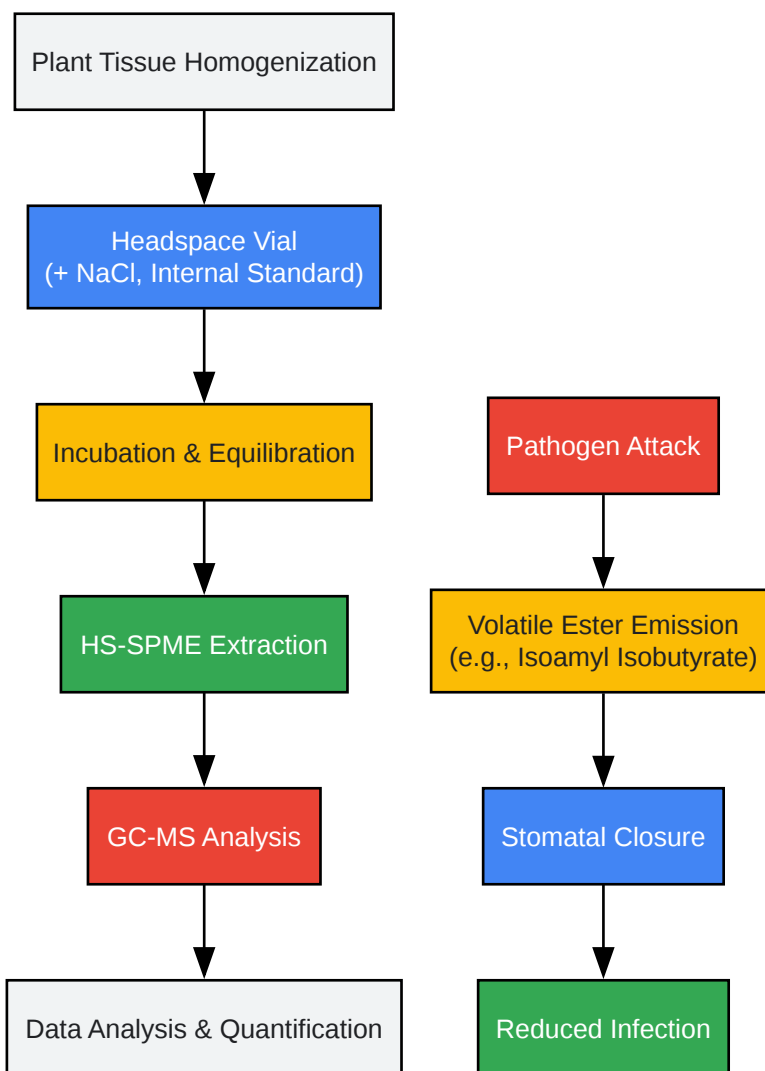 Plant Tissue Homogenization
Headspace Vial
(+ NaCl, Internal Standard)
Incubation & Equilibration
HS-SPME Extraction
GC-MS Analysis
Data Analysis & Quantification
Pathogen Attack
Volatile Ester Emission
(e.g., Isoamyl Isobutyrate)
Stomatal Closure
Reduced Infection